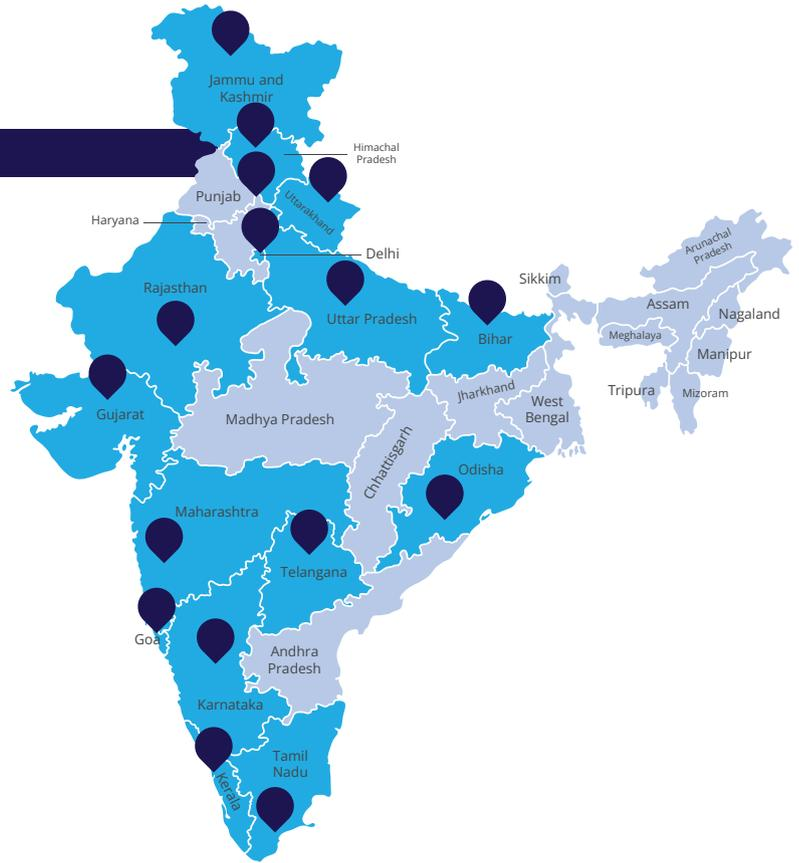 Jammu and
Kashmir
Himachal
Pradesh
Punjab
Uttarakhand
Haryana
Delhi
Rajasthan
Uttar Pradesh
Bihar
Sikkim
Arunachal
Pradesh
Assam
Nagaland
Meghalaya
Manipur
Tripura
Mizoram
Gujarat
Madhya Pradesh
Jharkhand
West
Bengal
Chhattisgarh
Odisha
Maharashtra
Telangana
Goa
Andhra
Pradesh
Karnataka
Tamil
Nadu
Kerala